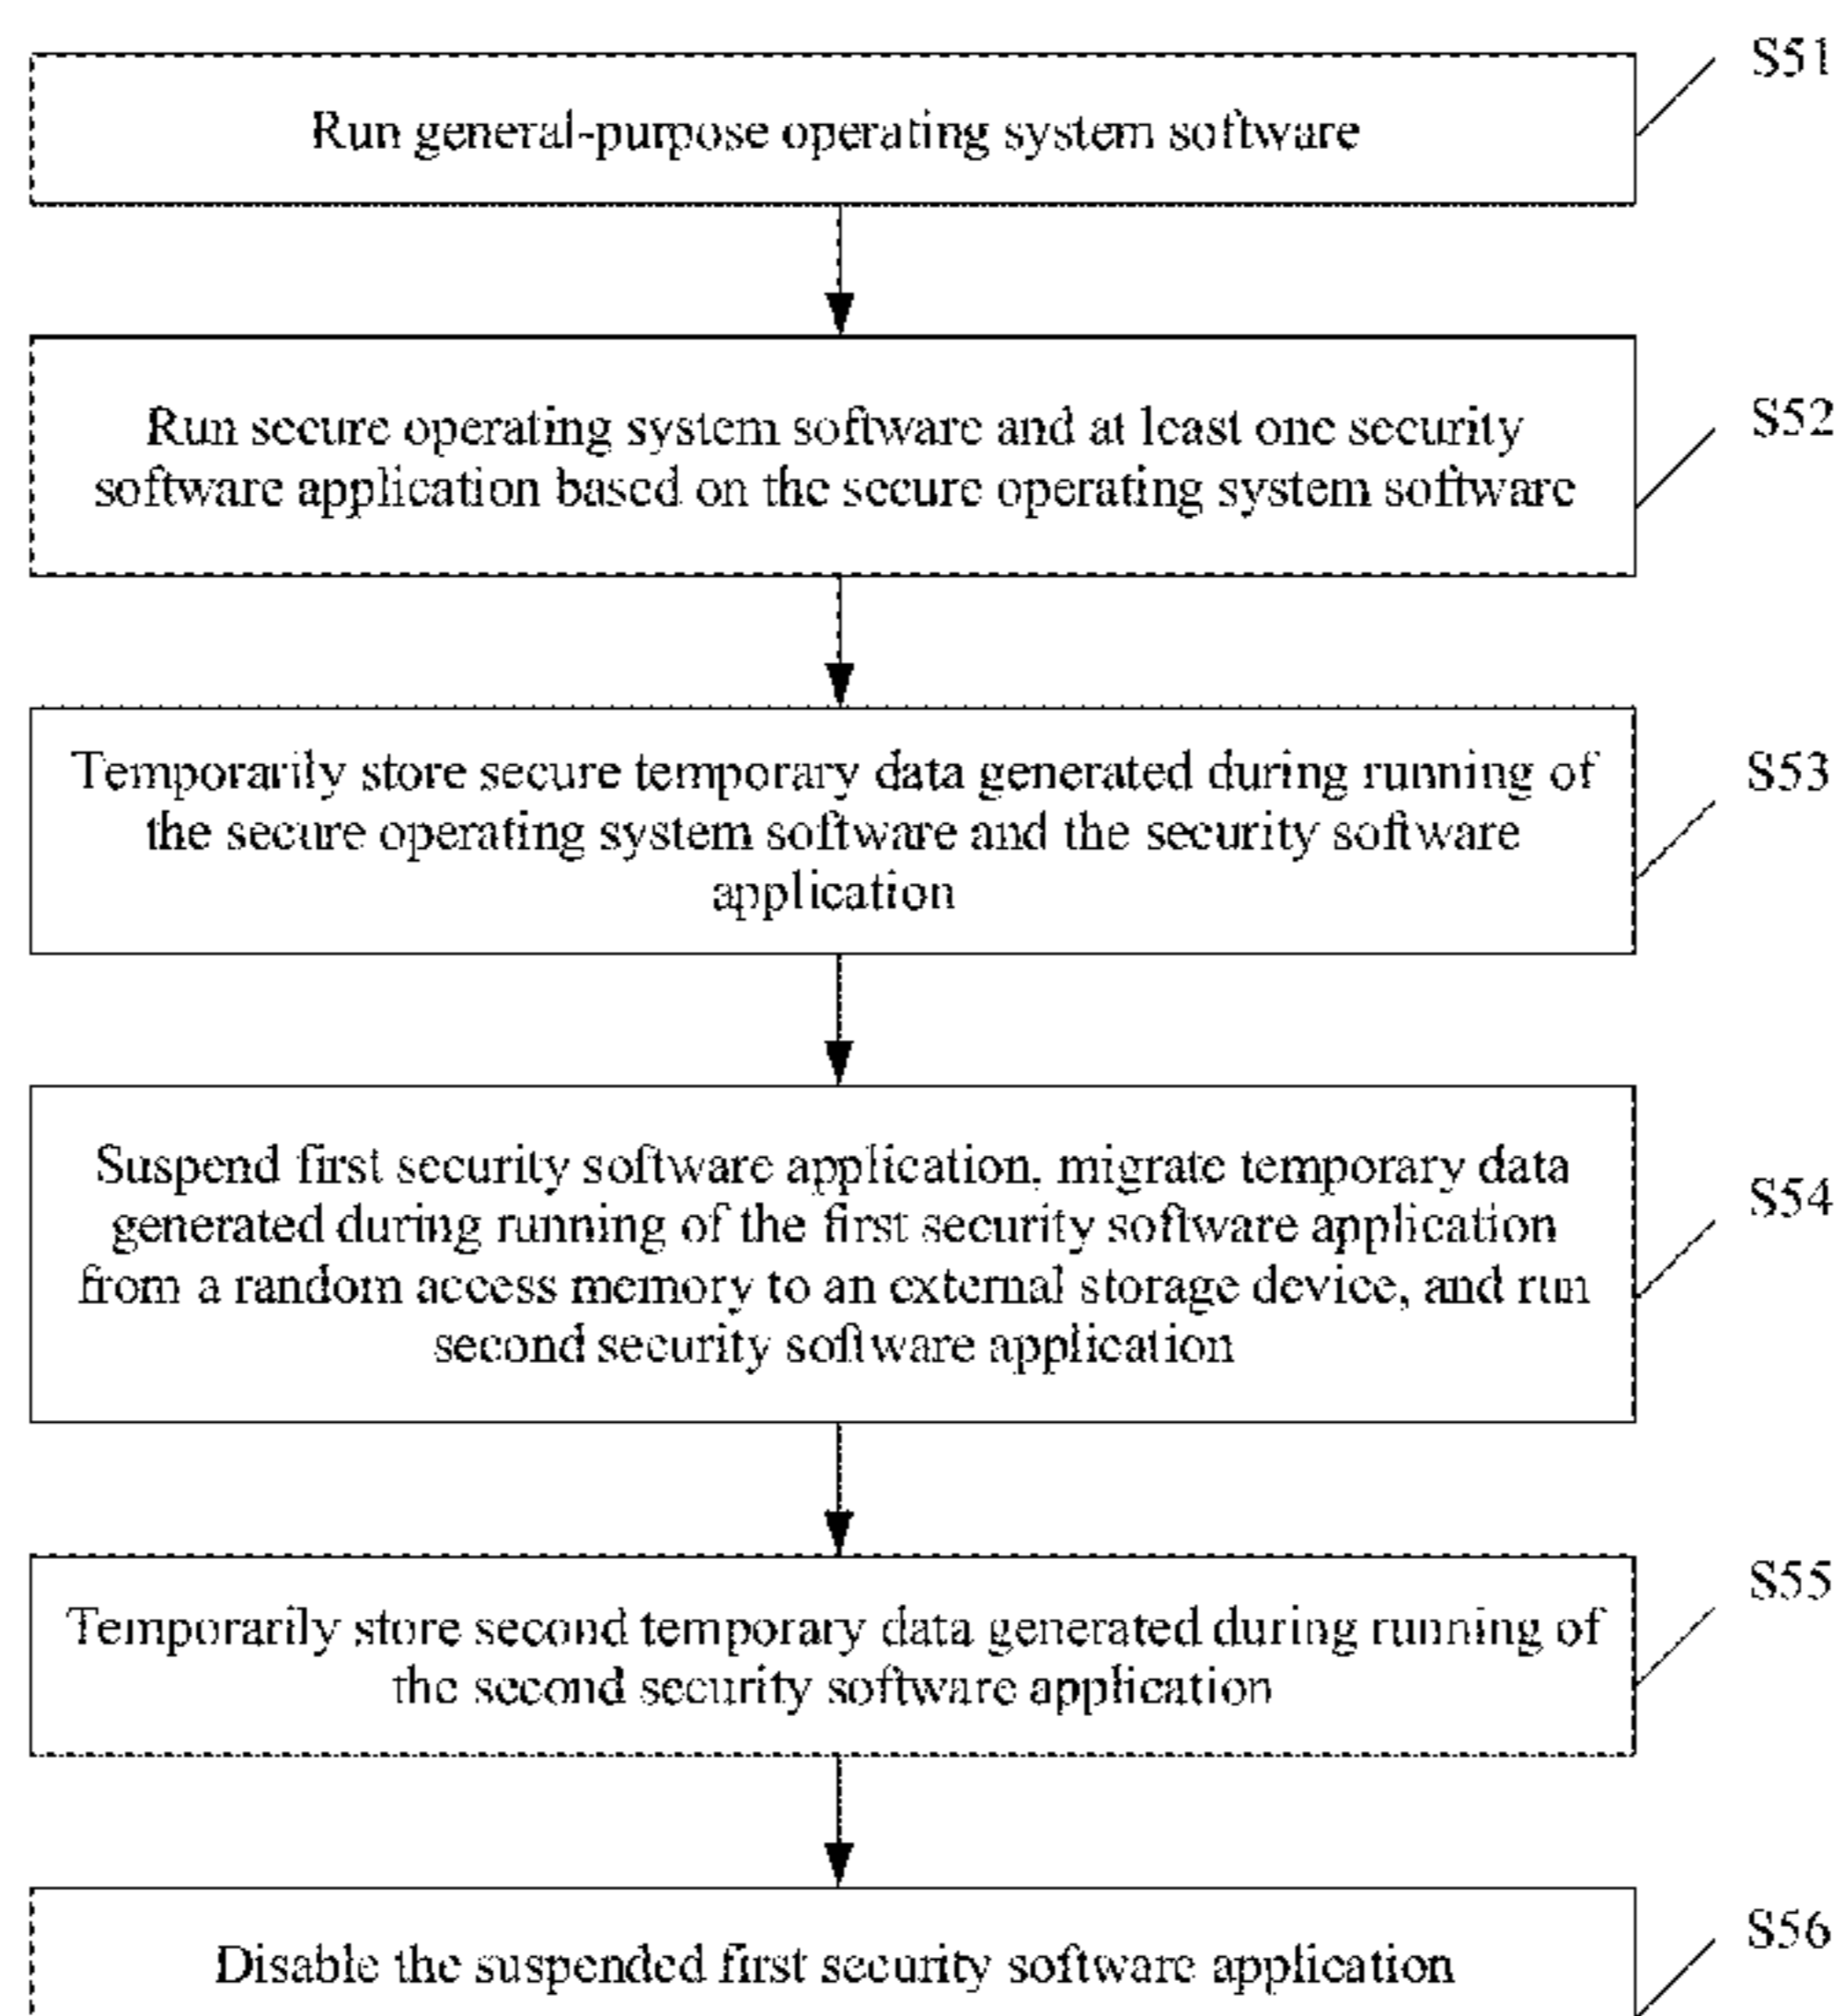 S51
Run general-purpose operating system software
S52
Run secure operating system software and at least one security
software application based on the secure operating system software
S53
Temporarily store secure temporary data generated during running of
the secure operating system software and the security software
application
S54
Suspend first security software application, migrate temporary data
generated during running of the first security software application
from a random access memory to an external storage device, and run
second security software application
S55
Temporarily store second temporary data generated during running of
the second security software application
S56
Disable the suspended first security software application